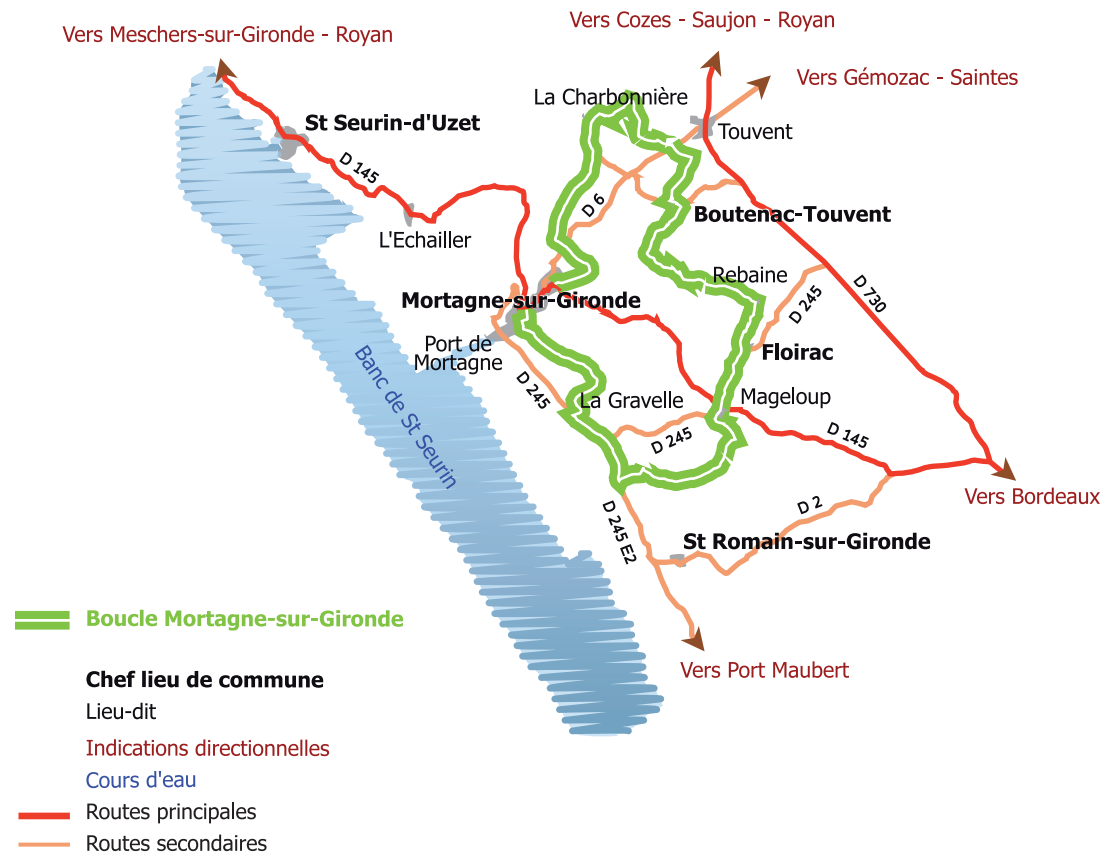 Vers Cozes - Saujon - Royan
Vers Meschers-sur-Gironde - Royan
Vers Gémozac - Saintes
La Charbonnière
St Seurin-d'Uzet
Touvent
D 145
D 6
Boutenac-Touvent
L'Echailler
Rebaine
D 730
D 245
Mortagne-sur-Gironde
Port de
Mortagne
Floirac
Banc de St Seurin
D 245
La Gravelle
Mageloup
D 245
D 145
Vers Bordeaux
D 2
D 245 E2
St Romain-sur-Gironde
Boucle Mortagne-sur-Gironde
Vers Port Maubert
Chef lieu de commune
Lieu-dit
Indications directionnelles
Cours d'eau
Routes principales
Routes secondaires